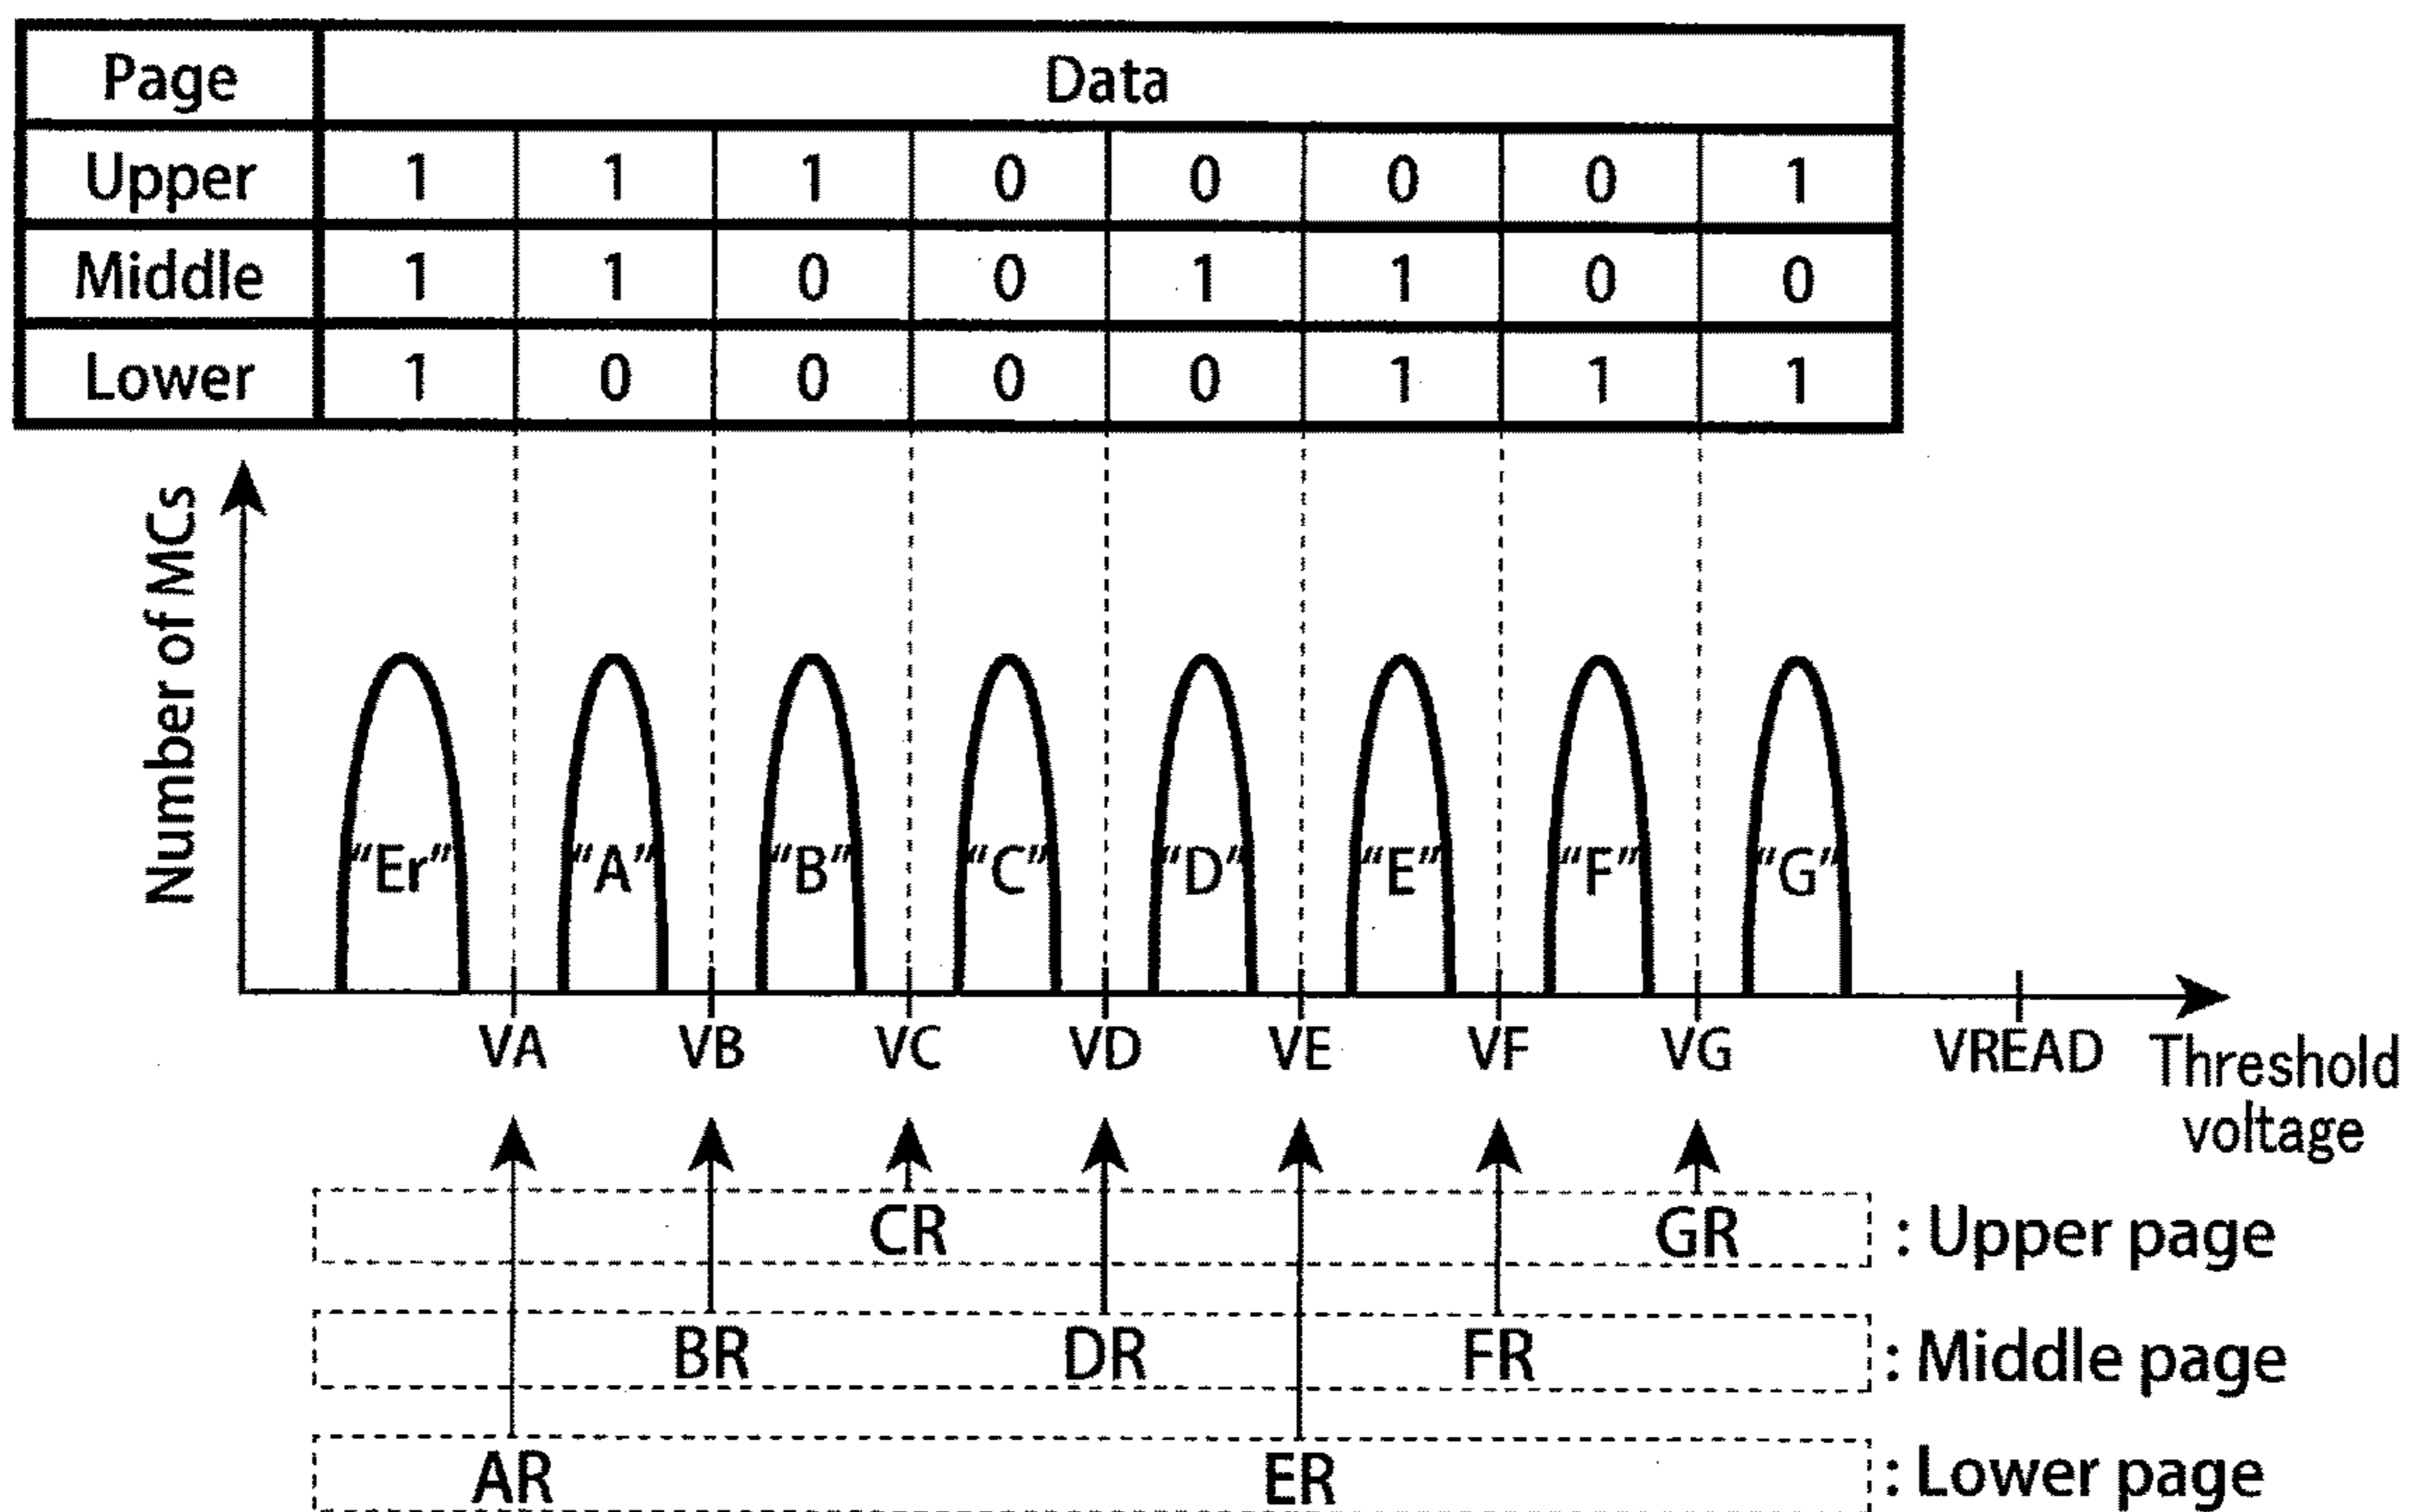 Page Data
Upper 1 1 1 0 0 0 0 1
Middle 1 1 0 0 1 1 0 0
Lower 1 0 0 0 0 1 1 1
Number of MCs
“Er” “A” “B” “C” “D” “E” “F” “G”
VA VB VC VD VE VF VG VREAD Threshold
voltage
CR GR : Upper page
BR DR FR : Middle page
AR ER : Lower page